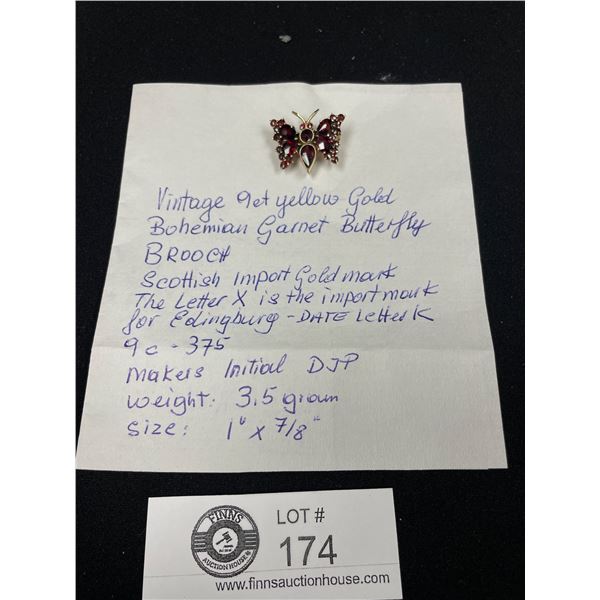 Vintage 9ct yellow Gold
Bohemian Garnet Butterfly
BROOCH
Scottish Import Goldmark
The Letter X is the import mark
for Edingburg - DATE Letter K
9c - 375
Makers Initial DJP
weight: 3.5 gram
size: 1" x 7/8"
FINNS
AUCTION HOUSE
LOT #
174
www.finnsauctionhouse.com